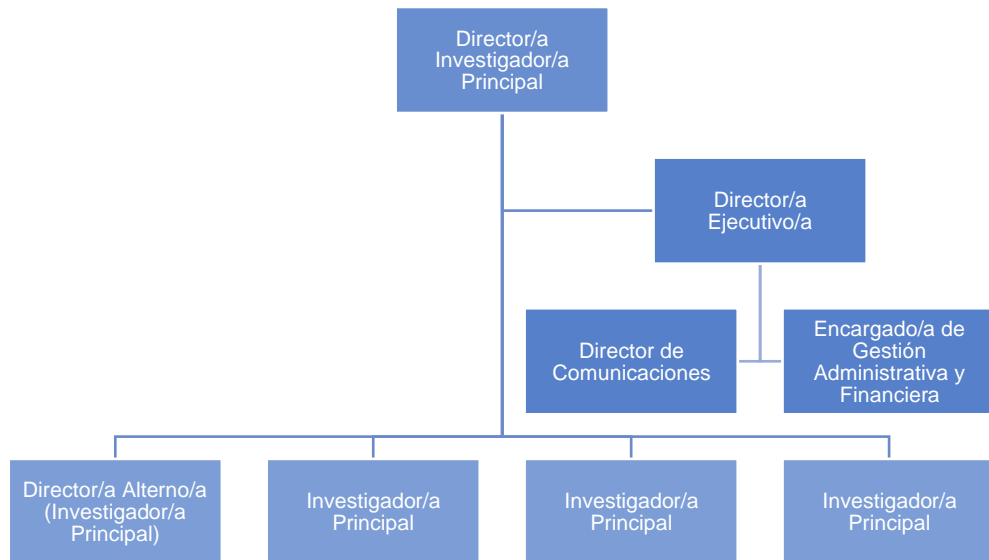 Director/a
Investigador/a
Principal
Director/a
Ejecutivo/a
Director de
Comunicaciones
Encargado/a de
Gestión
Administrativa y
Financiera
Director/a Alterno/a
(Investigador/a
Principal)
Investigador/a
Principal
Investigador/a
Principal
Investigador/a
Principal